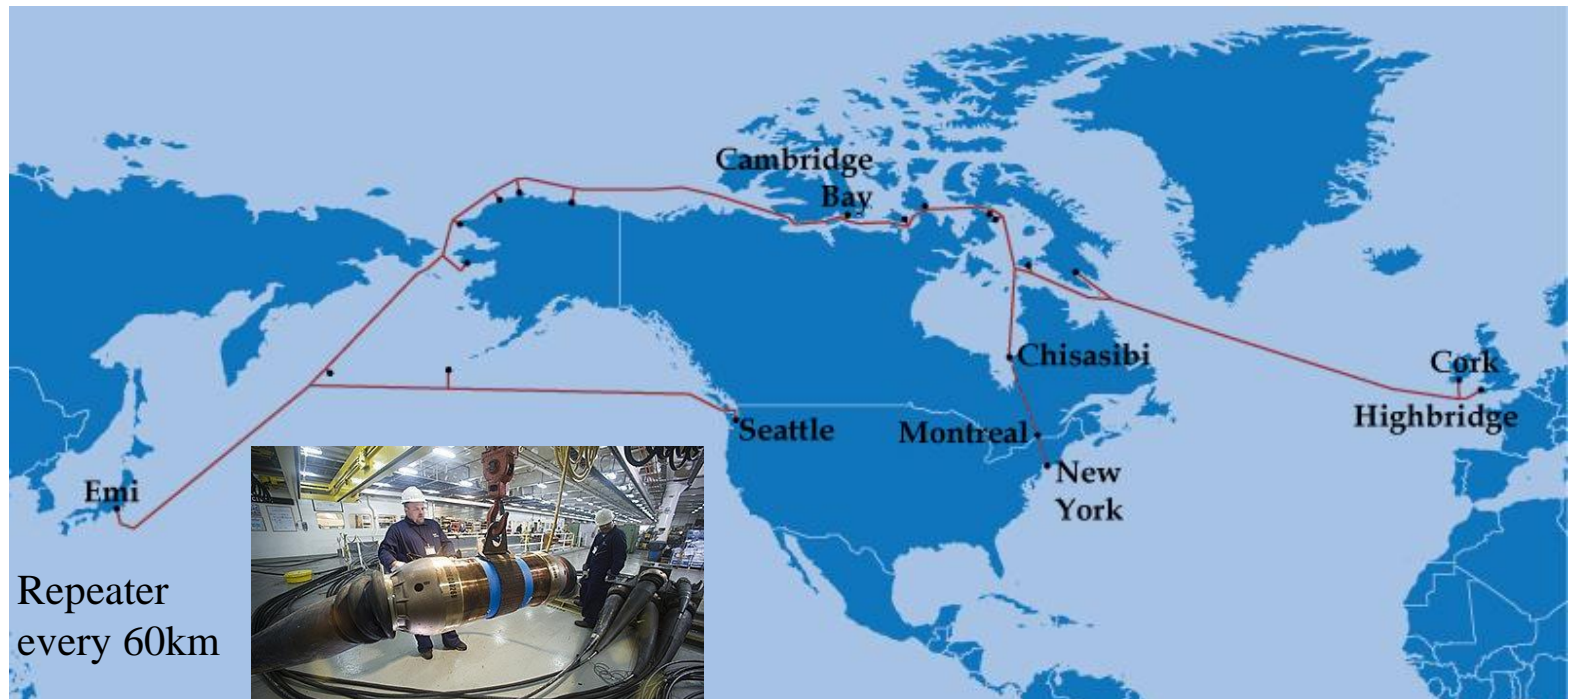 Cambridge
Bay
Chisasibi
Cork
Highbridge
Seattle
Montreal
New
York
Emi
Repeater
every 60km